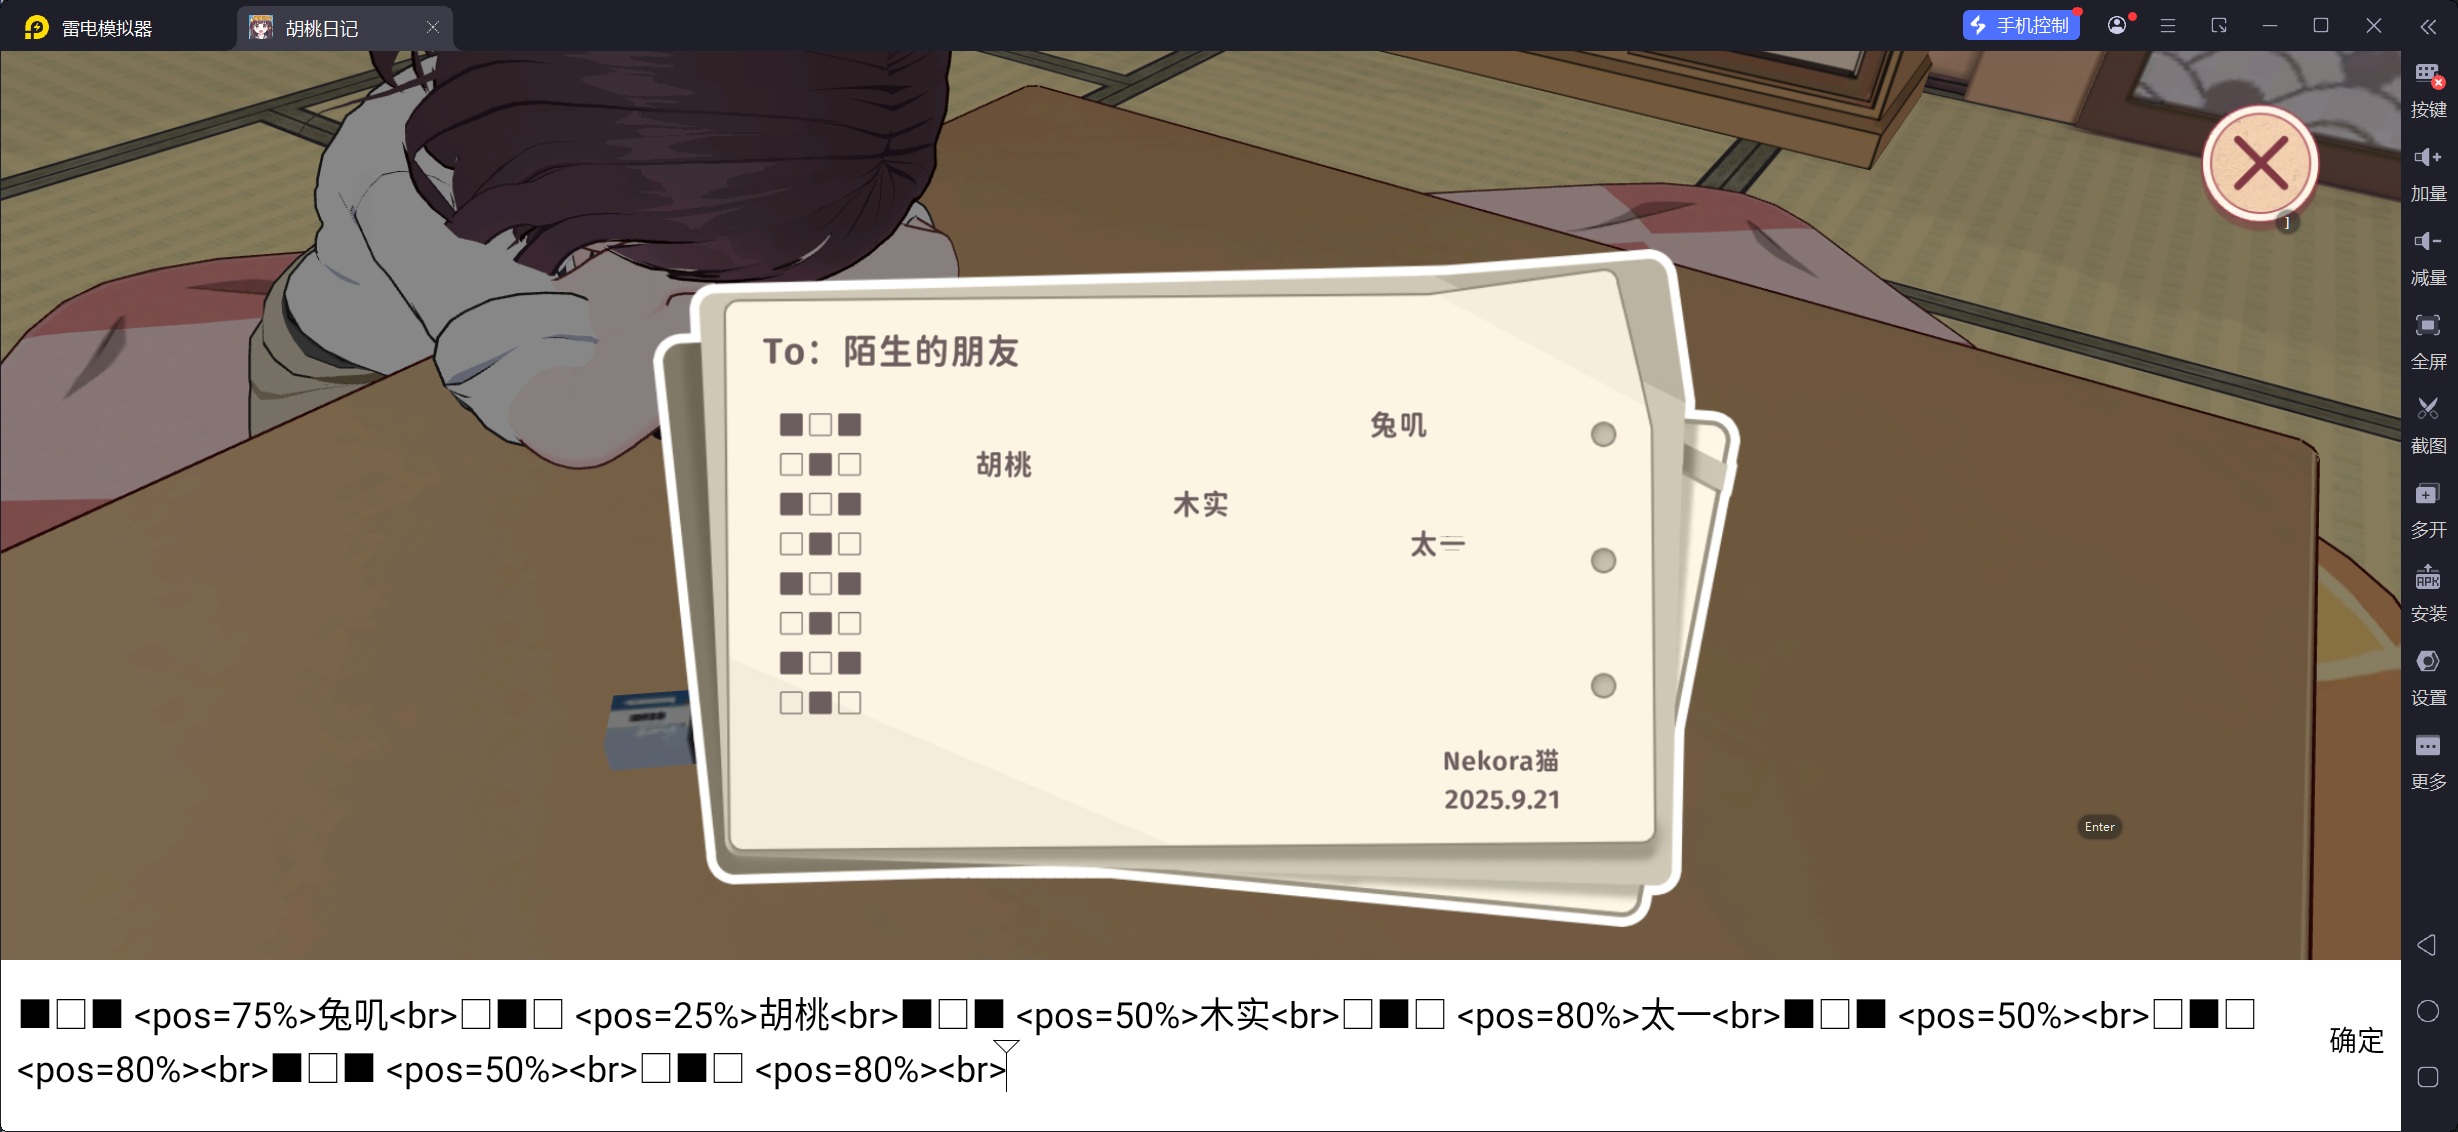 雷电模拟器
胡桃日记
手机控制
按键
加量
减量
全屏
截图
多开
APK
安装
设置
更多
]
To：陌生的朋友
■□■ 兔叽
□■□ 胡桃
■□■ 木实
□■□ 太一
■□■
□■□
■□■
□■□
Nekora猫
2025.9.21
Enter
■□■ <pos=75%>兔叽<br>□■□ <pos=25%>胡桃<br>■□■ <pos=50%>木实<br>□■□ <pos=80%>太一<br>■□■ <pos=50%><br>□■□
<pos=80%><br>■□■ <pos=50%><br>□■□ <pos=80%><br>
确定